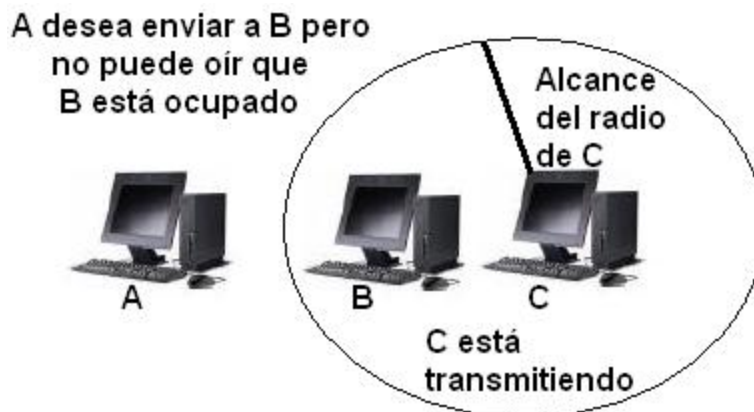 A desea enviar a B pero
no puede oír que
B está ocupado
Alcance
del radio
de C
A
B
C
C está
transmitiendo